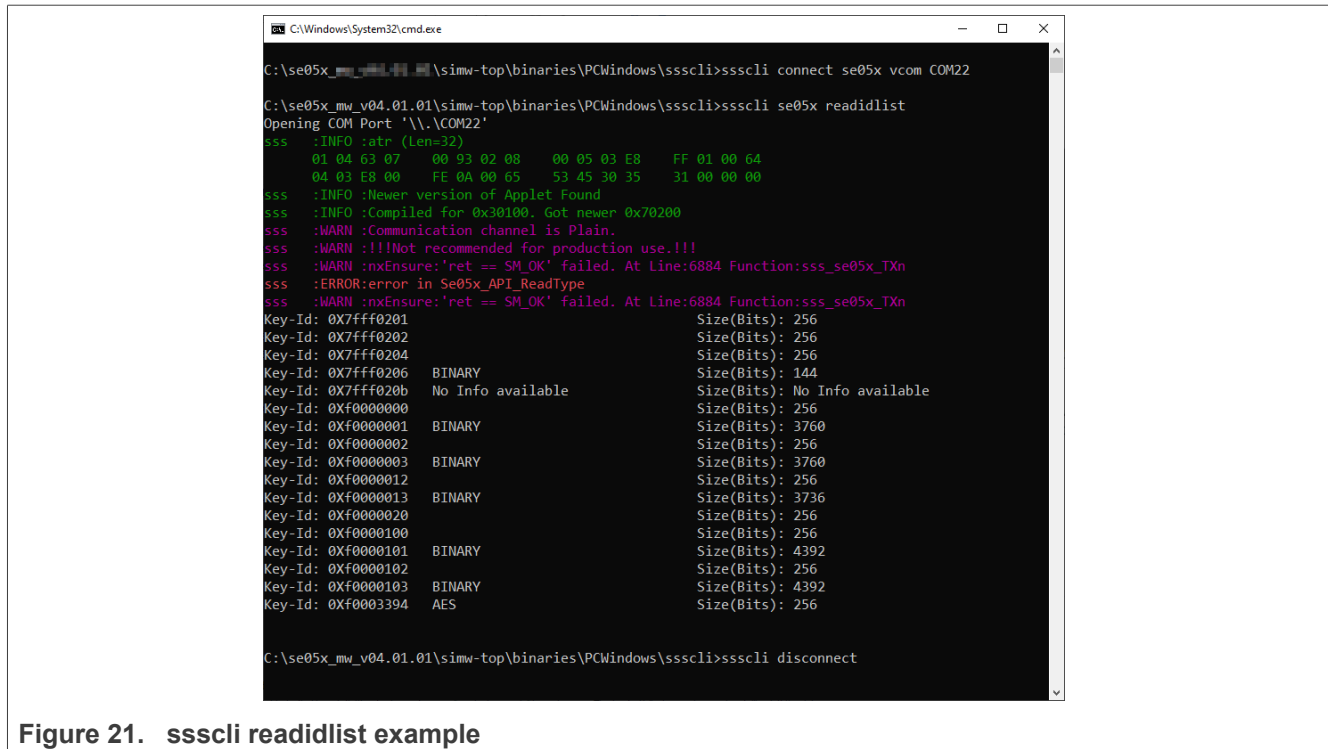 C:\Windows\System32\cmd.exe
C:\se05x_ \simw-top\binaries\PCWindows\ssscli>ssscli connect se05x vcom COM22
C:\se05x_mw_v04.01.01\simw-top\binaries\PCWindows\ssscli>ssscli se05x readidlist
Opening COM Port '\\.\COM22'
sss :INFO :atr (Len=32)
01 04 63 07 00 93 02 08 00 05 03 E8 FF 01 00 64
04 03 E8 00 FE 0A 00 65 53 45 30 35 31 00 00 00
sss :INFO :Newer version of Applet Found
sss :INFO :Compiled for 0x30100. Got newer 0x70200
sss :WARN :Communication channel is Plain.
sss :WARN :!!!Not recommended for production use.!!!
sss :WARN :nxEnsure:'ret == SM_OK' failed. At Line:6884 Function:sss_se05x_TXn
sss :ERROR:error in Se05x_API_ReadType
sss :WARN :nxEnsure:'ret == SM_OK' failed. At Line:6884 Function:sss_se05x_TXn
Key-Id: 0X7fff0201 Size(Bits): 256
Key-Id: 0X7fff0202 Size(Bits): 256
Key-Id: 0X7fff0204 Size(Bits): 256
Key-Id: 0X7fff0206 BINARY Size(Bits): 144
Key-Id: 0X7fff020b No Info available Size(Bits): No Info available
Key-Id: 0Xf0000000 Size(Bits): 256
Key-Id: 0Xf0000001 BINARY Size(Bits): 3760
Key-Id: 0Xf0000002 Size(Bits): 256
Key-Id: 0Xf0000003 BINARY Size(Bits): 3760
Key-Id: 0Xf0000012 Size(Bits): 256
Key-Id: 0Xf0000013 BINARY Size(Bits): 3736
Key-Id: 0Xf0000020 Size(Bits): 256
Key-Id: 0Xf0000100 Size(Bits): 256
Key-Id: 0Xf0000101 BINARY Size(Bits): 4392
Key-Id: 0Xf0000102 Size(Bits): 256
Key-Id: 0Xf0000103 BINARY Size(Bits): 4392
Key-Id: 0Xf0003394 AES Size(Bits): 256
C:\se05x_mw_v04.01.01\simw-top\binaries\PCWindows\ssscli>ssscli disconnect
Figure 21. ssscli readidlist example